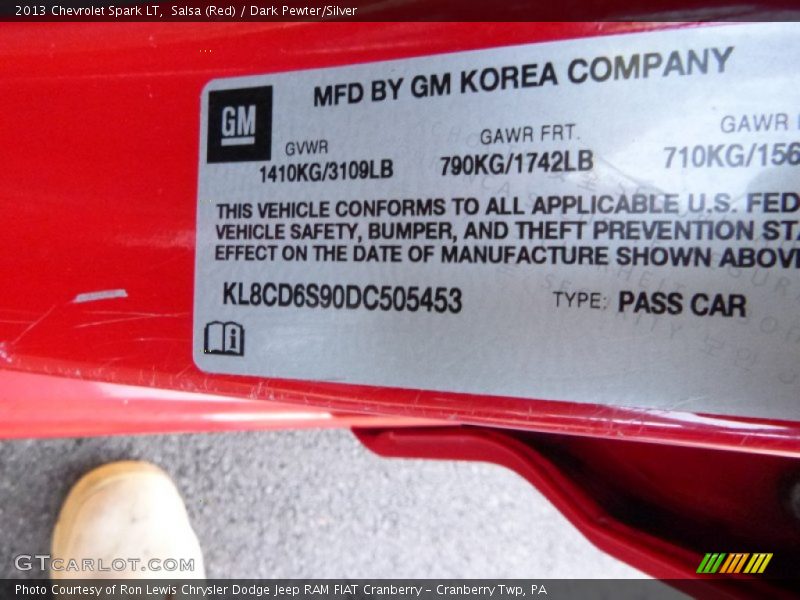 2013 Chevrolet Spark LT, Salsa (Red) / Dark Pewter/Silver
MFD BY GM KOREA COMPANY
GM
GVWR GAWR FRT. GAWR
1410KG/3109LB 790KG/1742LB 710KG/156
THIS VEHICLE CONFORMS TO ALL APPLICABLE U.S. FED
VEHICLE SAFETY, BUMPER, AND THEFT PREVENTION STA
EFFECT ON THE DATE OF MANUFACTURE SHOWN ABOV
KL8CD6S90DC505453 TYPE: PASS CAR
GTCARLOT.COM
Photo Courtesy of Ron Lewis Chrysler Dodge Jeep RAM FIAT Cranberry - Cranberry Twp, PA